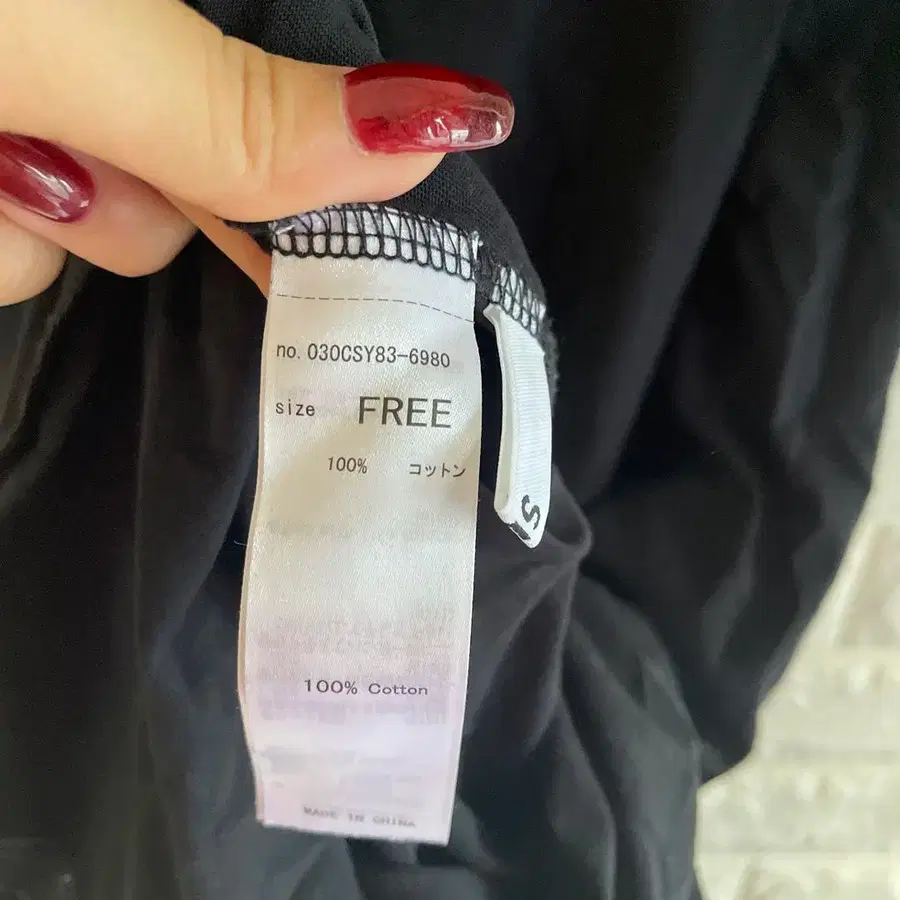 no. 030CSY83-6980
size FREE
100% コットン
100% Cotton
MADE IN CHINA
S